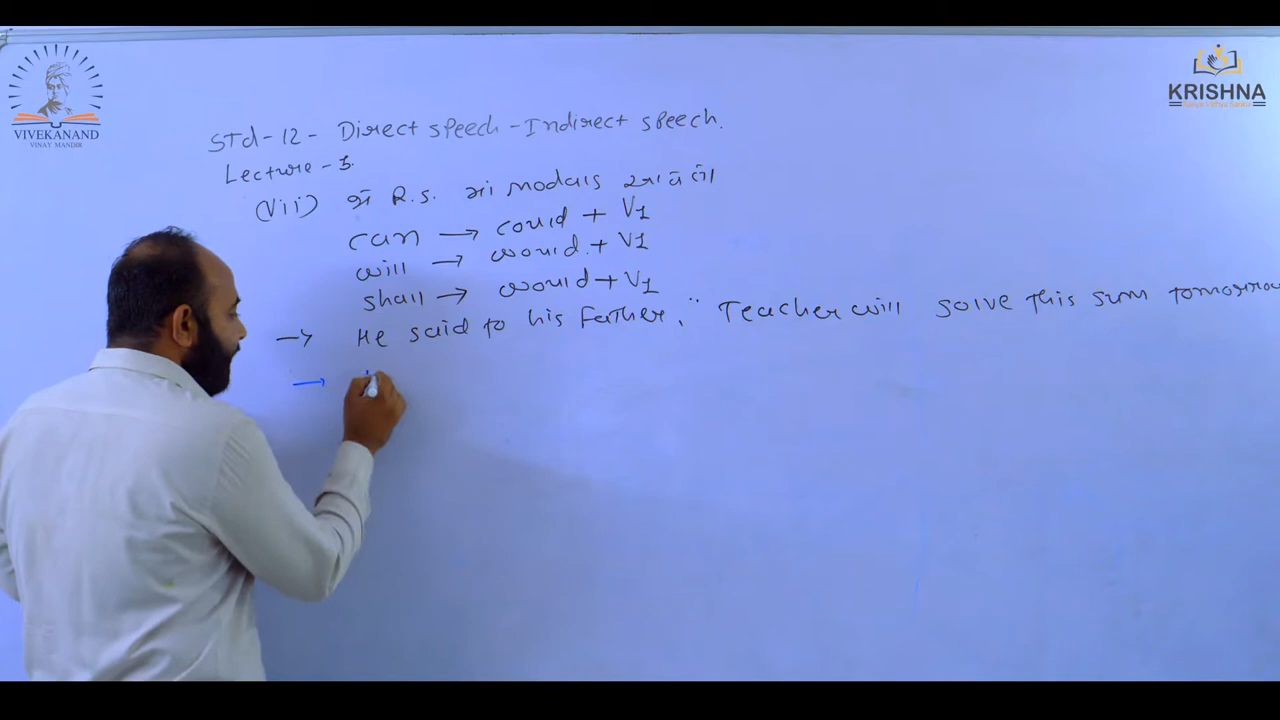 VIVEKANAND
VINAY MANDIR
KRISHNA
STd-12 - Direct speech - Indirect speech.
Lecture - 3.
(vii) જો R.S. માં modals આવે તો
can → could + V1
will → would + V1
shall → would + V1
→ He said to his Father, " Teacher will solve this sum tomorrow
→